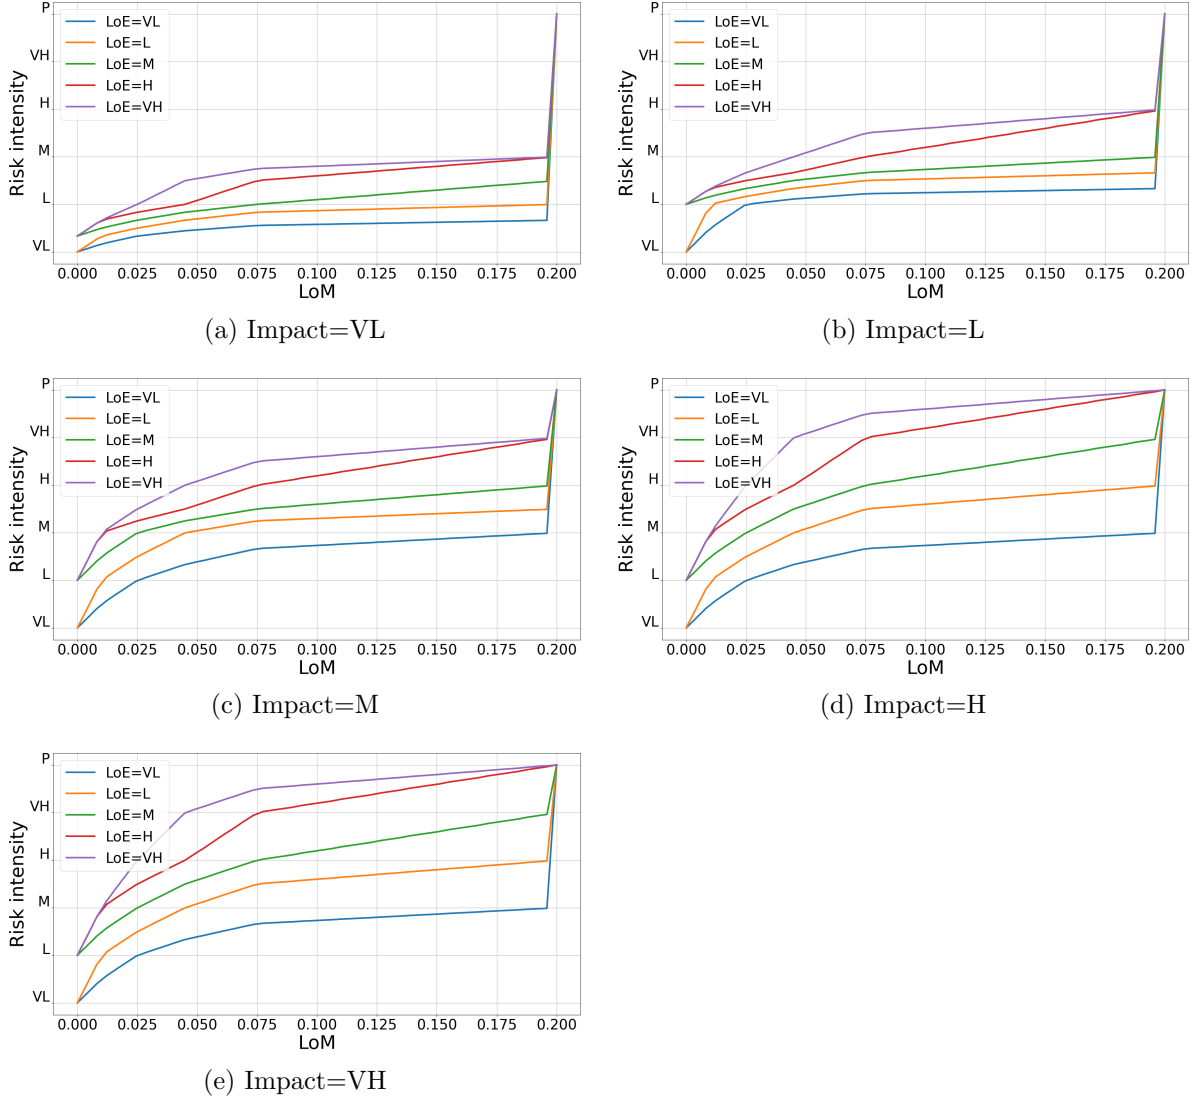 P
VH
H
M
L
VL
Risk intensity
LoE=VL
LoE=L
LoE=M
LoE=H
LoE=VH
0.000 0.025 0.050 0.075 0.100 0.125 0.150 0.175 0.200
LoM
(a) Impact=VL
P
VH
H
M
L
VL
Risk intensity
LoE=VL
LoE=L
LoE=M
LoE=H
LoE=VH
0.000 0.025 0.050 0.075 0.100 0.125 0.150 0.175 0.200
LoM
(b) Impact=L
P
VH
H
M
L
VL
Risk intensity
LoE=VL
LoE=L
LoE=M
LoE=H
LoE=VH
0.000 0.025 0.050 0.075 0.100 0.125 0.150 0.175 0.200
LoM
(c) Impact=M
P
VH
H
M
L
VL
Risk intensity
LoE=VL
LoE=L
LoE=M
LoE=H
LoE=VH
0.000 0.025 0.050 0.075 0.100 0.125 0.150 0.175 0.200
LoM
(d) Impact=H
P
VH
H
M
L
VL
Risk intensity
LoE=VL
LoE=L
LoE=M
LoE=H
LoE=VH
0.000 0.025 0.050 0.075 0.100 0.125 0.150 0.175 0.200
LoM
(e) Impact=VH